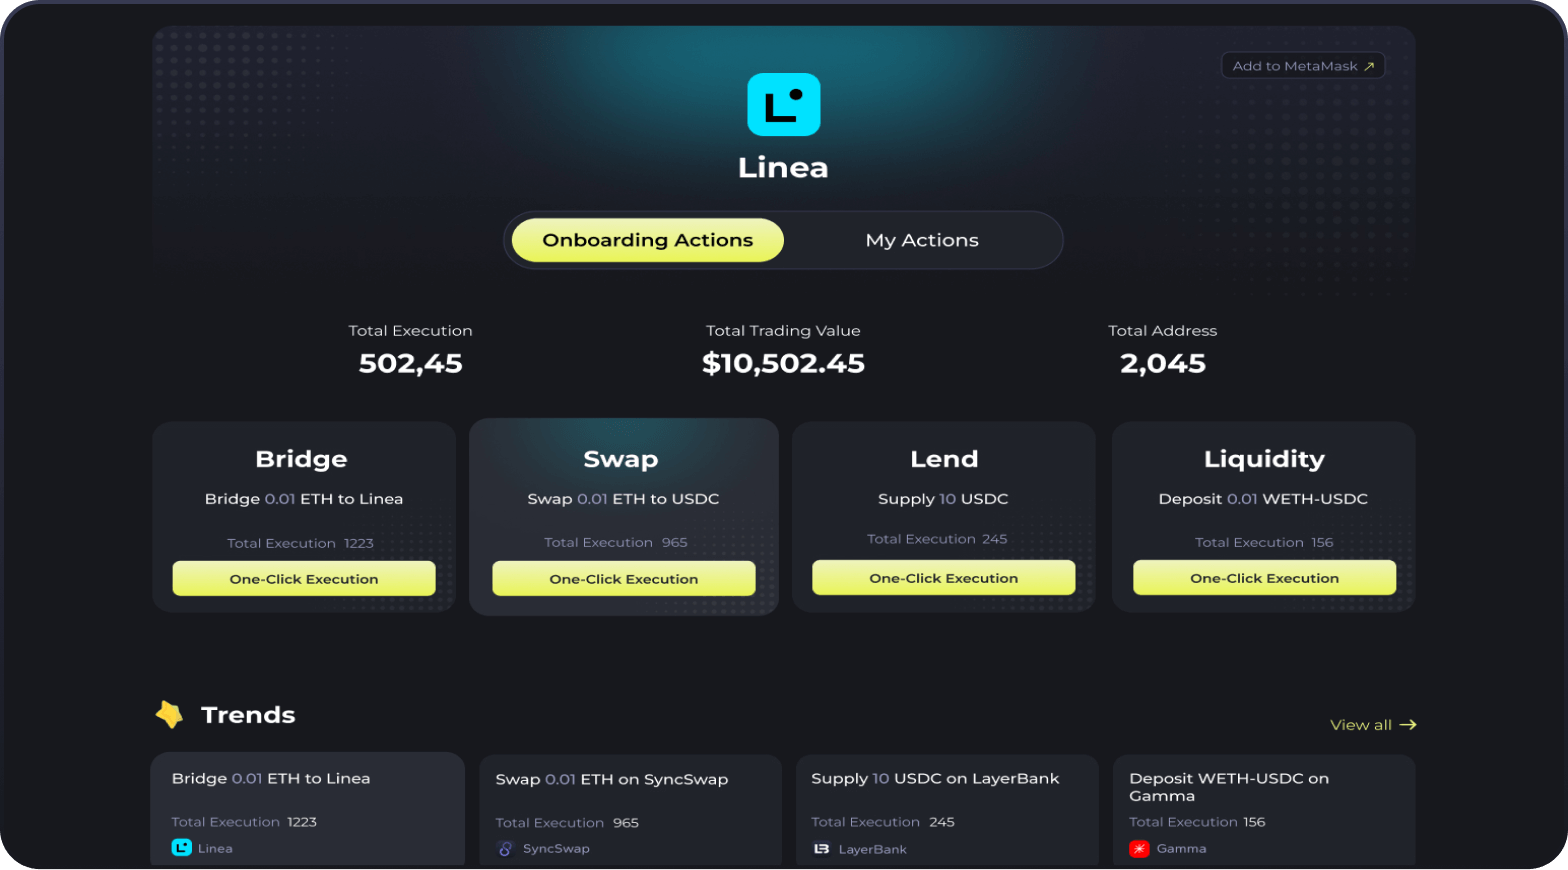 Add to MetaMask ↗
Linea
Onboarding Actions
My Actions
Total Execution
502,45
Total Trading Value
$10,502.45
Total Address
2,045
Bridge
Bridge 0.01 ETH to Linea
Total Execution 1223
One-Click Execution
Swap
Swap 0.01 ETH to USDC
Total Execution 965
One-Click Execution
Lend
Supply 10 USDC
Total Execution 245
One-Click Execution
Liquidity
Deposit 0.01 WETH-USDC
Total Execution 156
One-Click Execution
Trends
View all →
Bridge 0.01 ETH to Linea
Total Execution 1223
Linea
Swap 0.01 ETH on SyncSwap
Total Execution 965
SyncSwap
Supply 10 USDC on LayerBank
Total Execution 245
LayerBank
Deposit WETH-USDC on
Gamma
Total Execution 156
Gamma